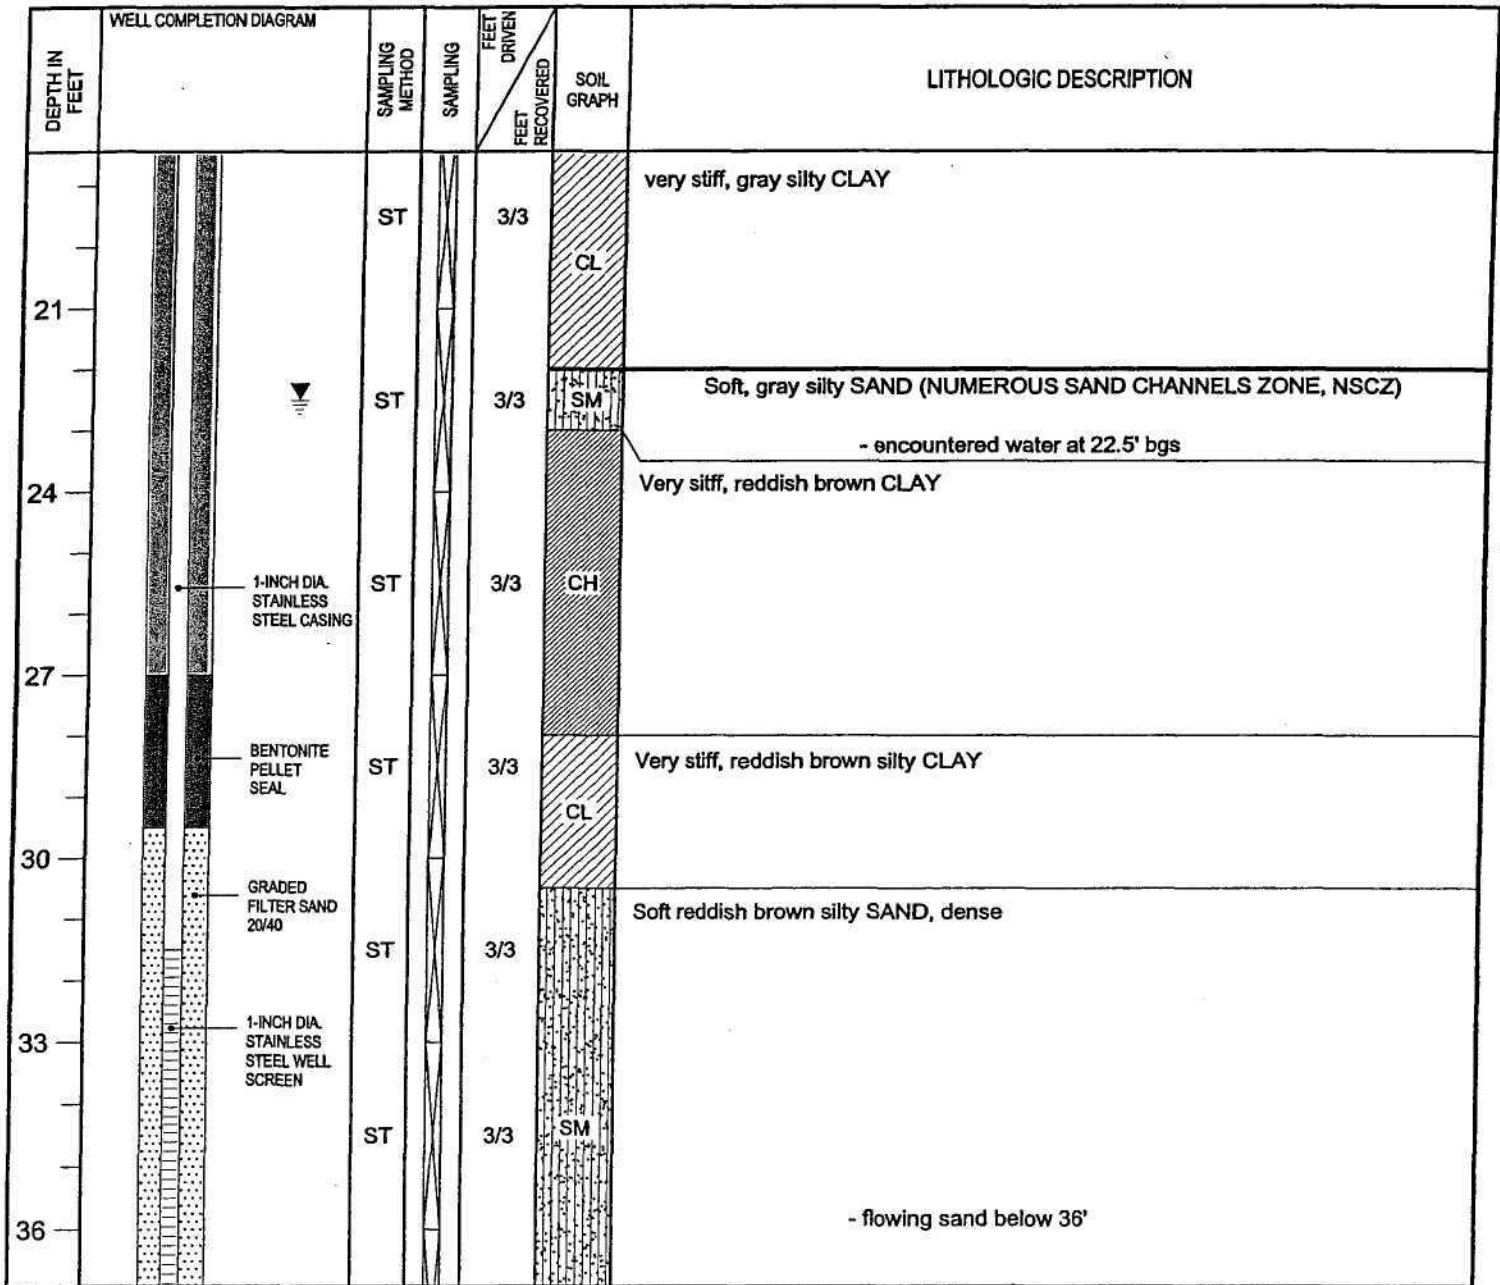 WELL COMPLETION DIAGRAM
DEPTH IN
FEET
SAMPLING
METHOD
SAMPLING
FEET
DRIVEN
FEET
RECOVERED
SOIL
GRAPH
LITHOLOGIC DESCRIPTION
very stiff, gray silty CLAY
ST
3/3
CL
21
Soft, gray silty SAND (NUMEROUS SAND CHANNELS ZONE, NSCZ)
ST
3/3
SM
- encountered water at 22.5' bgs
Very sitff, reddish brown CLAY
24
1-INCH DIA.
STAINLESS
STEEL CASING
ST
3/3
CH
27
BENTONITE
PELLET
SEAL
ST
3/3
Very stiff, reddish brown silty CLAY
CL
30
GRADED
FILTER SAND
20/40
Soft reddish brown silty SAND, dense
ST
3/3
1-INCH DIA.
STAINLESS
STEEL WELL
SCREEN
33
ST
3/3
SM
- flowing sand below 36'
36